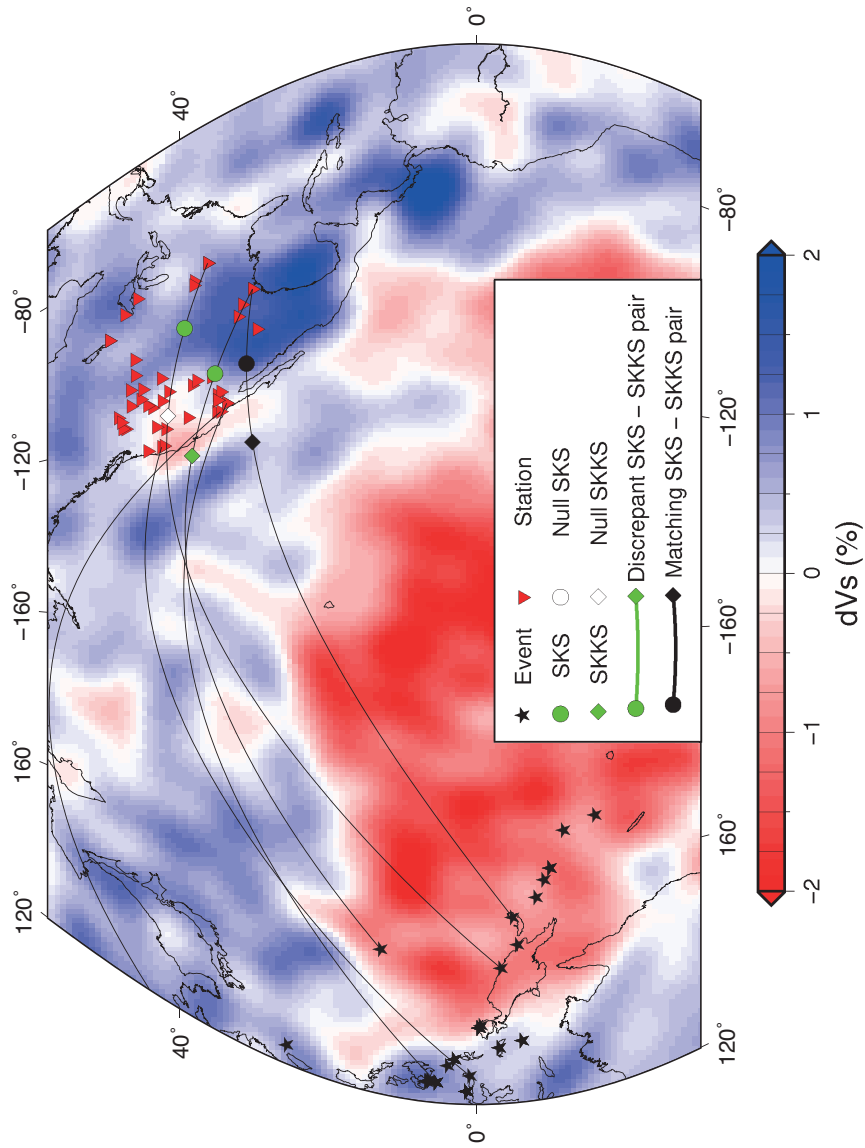 0°
40°
−80°
−120°
−160°
160°
120°
40°
0°
120°
160°
−160°
−120°
−80°
Event Station
SKS Null SKS
SKKS Null SKKS
Discrepant SKS − SKKS pair
Matching SKS − SKKS pair
−2 −1 0 1 2
dVs (%)